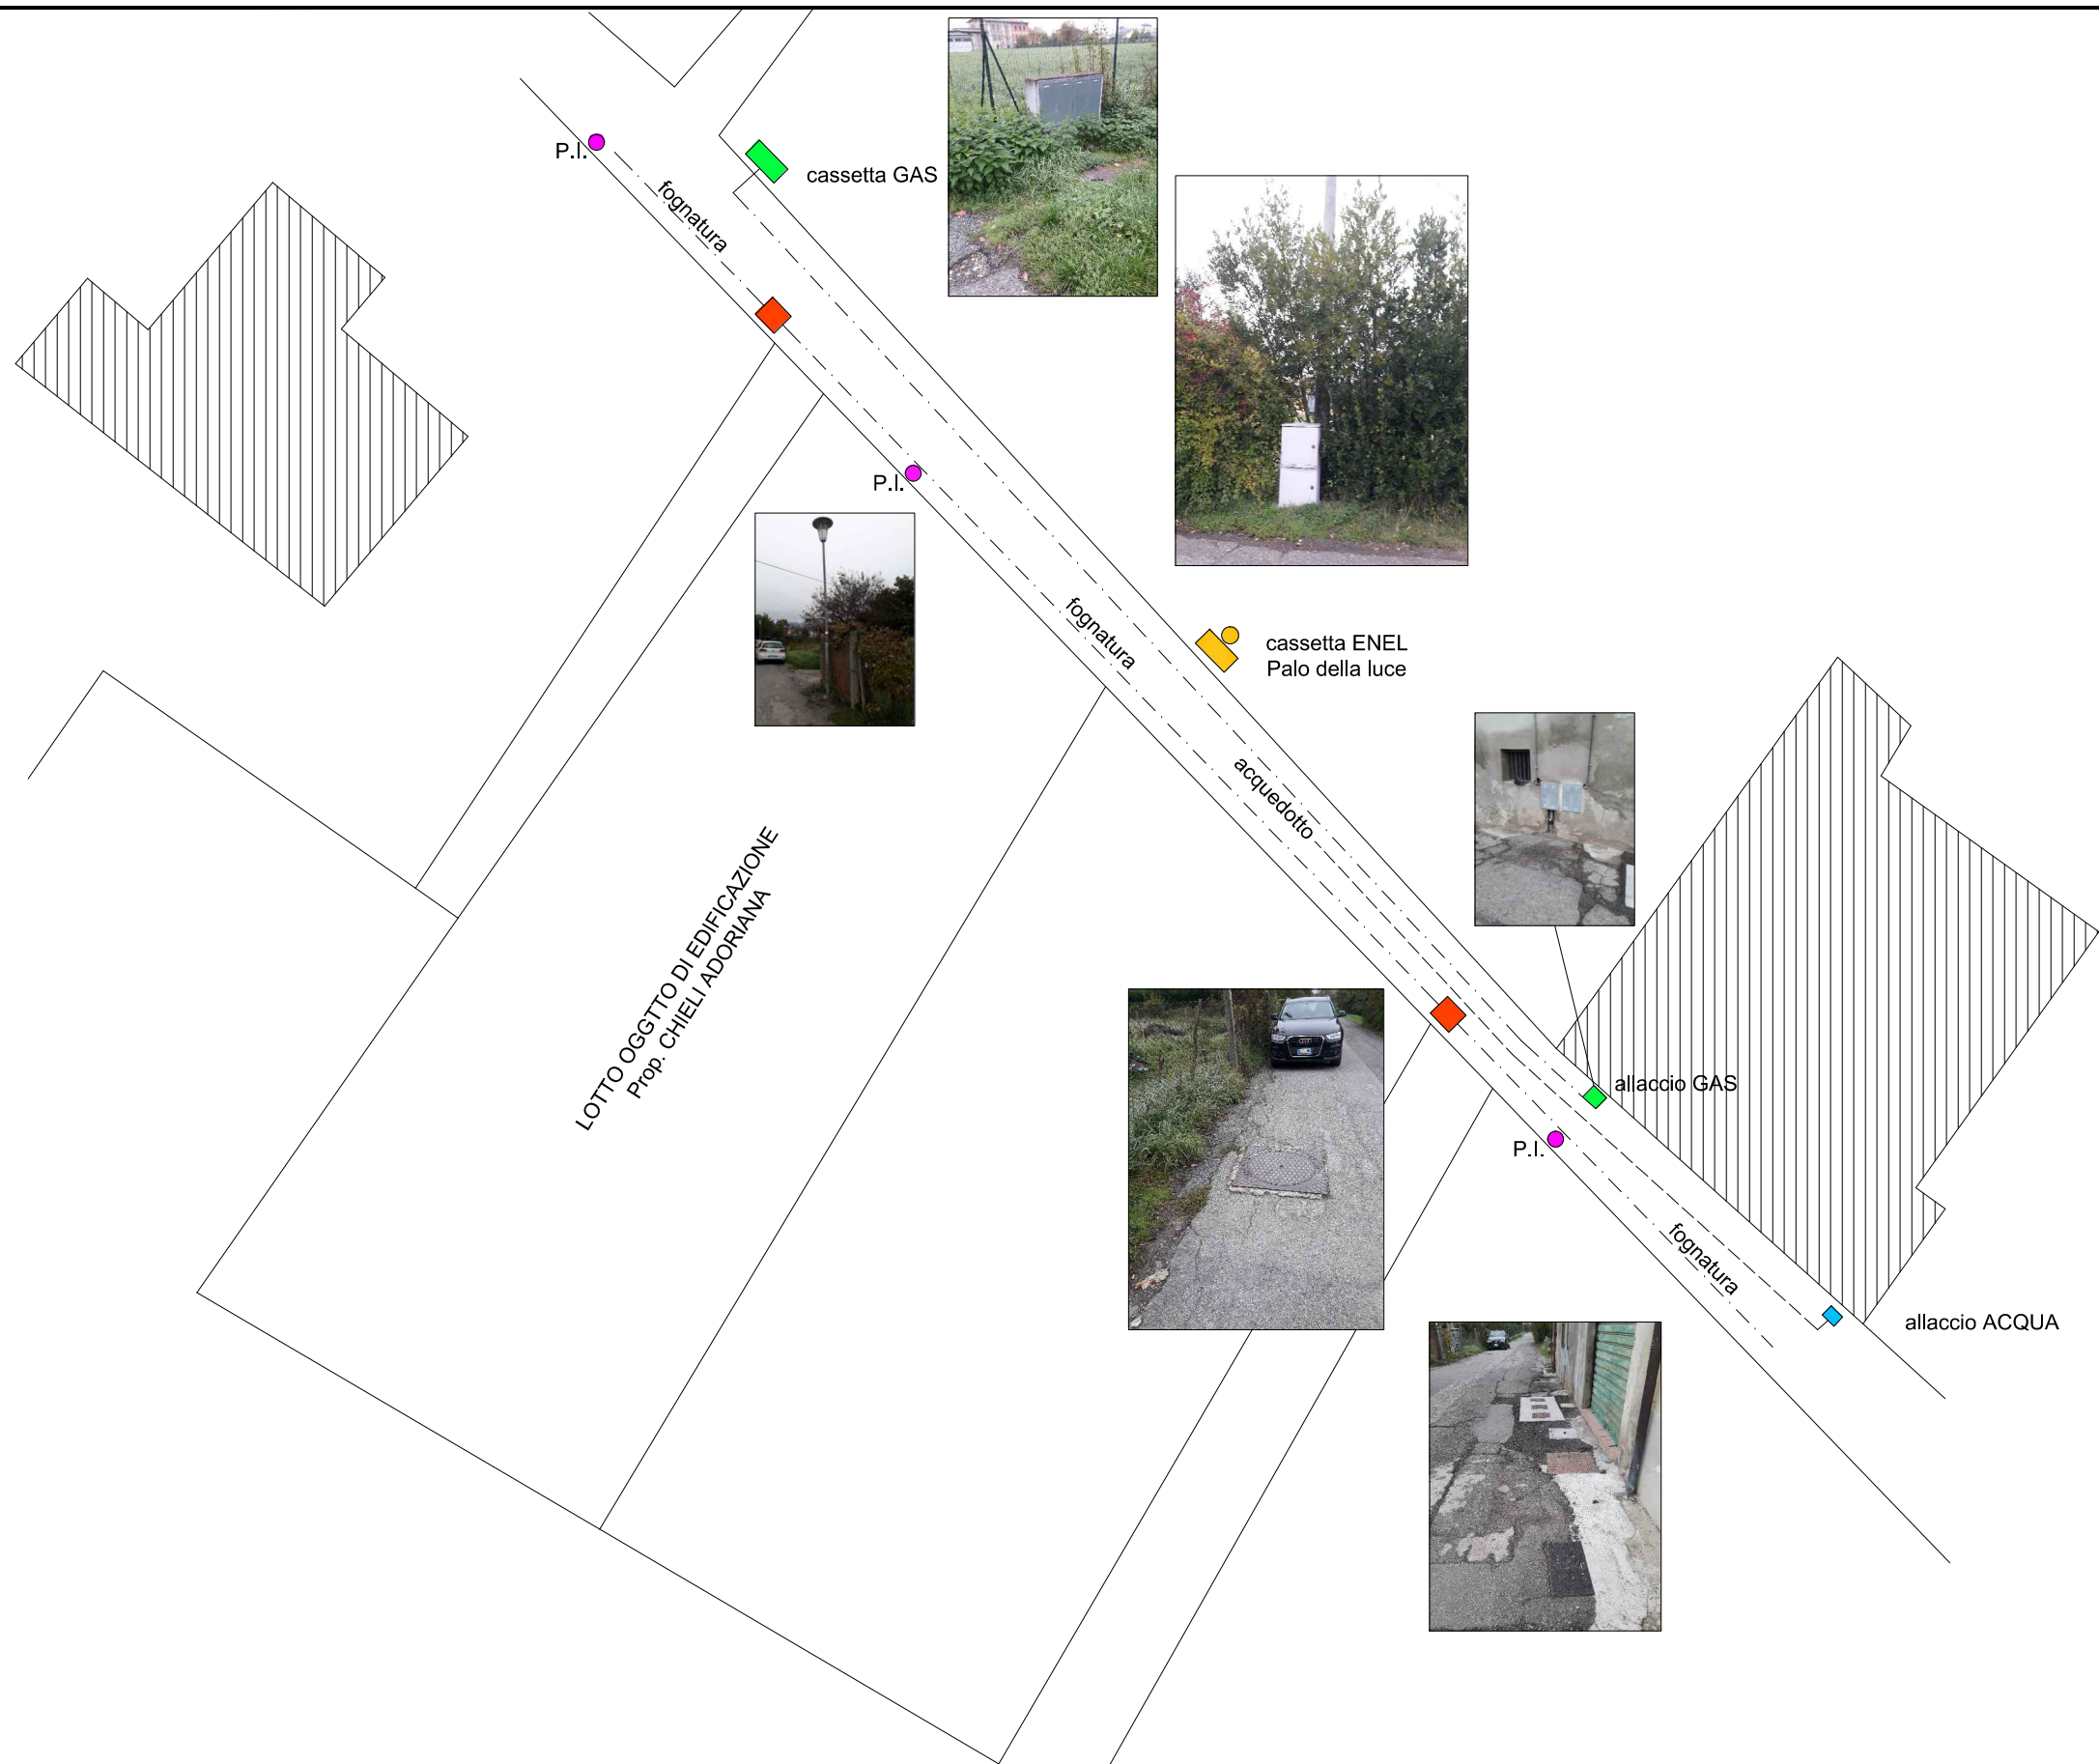 P.I.
cassetta GAS
fognatura
P.I.
fognatura
cassetta ENEL
Palo della luce
acquedotto
LOTTO OGGTTO DI EDIFICAZIONE
Prop. CHIELI ADORIANA
allaccio GAS
P.I.
fognatura
allaccio ACQUA